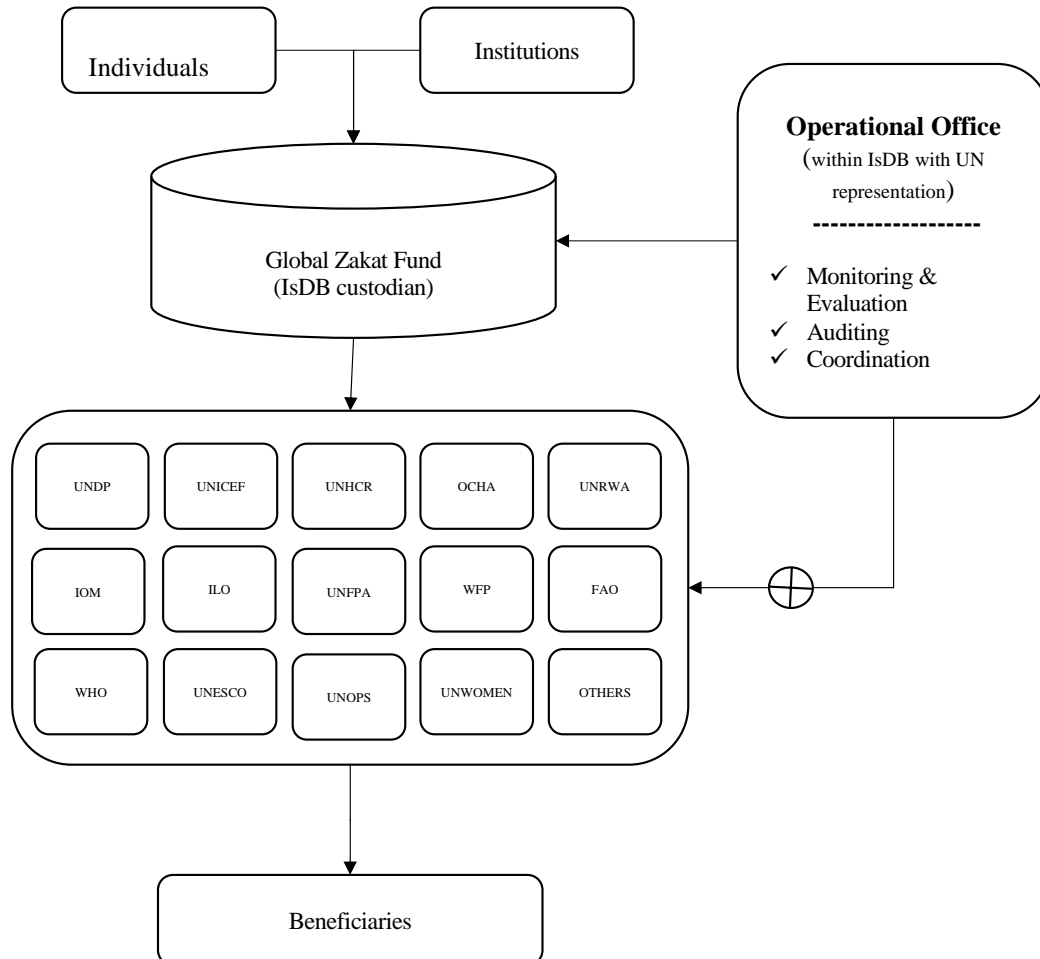 Individuals
Institutions
Operational Office
(within IsDB with UN
representation)
--------------------
✓ Monitoring &
Evaluation
✓ Auditing
✓ Coordination
Global Zakat Fund
(IsDB custodian)
UNDP
UNICEF
UNHCR
OCHA
UNRWA
IOM
ILO
UNFPA
WFP
FAO
WHO
UNESCO
UNOPS
UNWOMEN
OTHERS
Beneficiaries